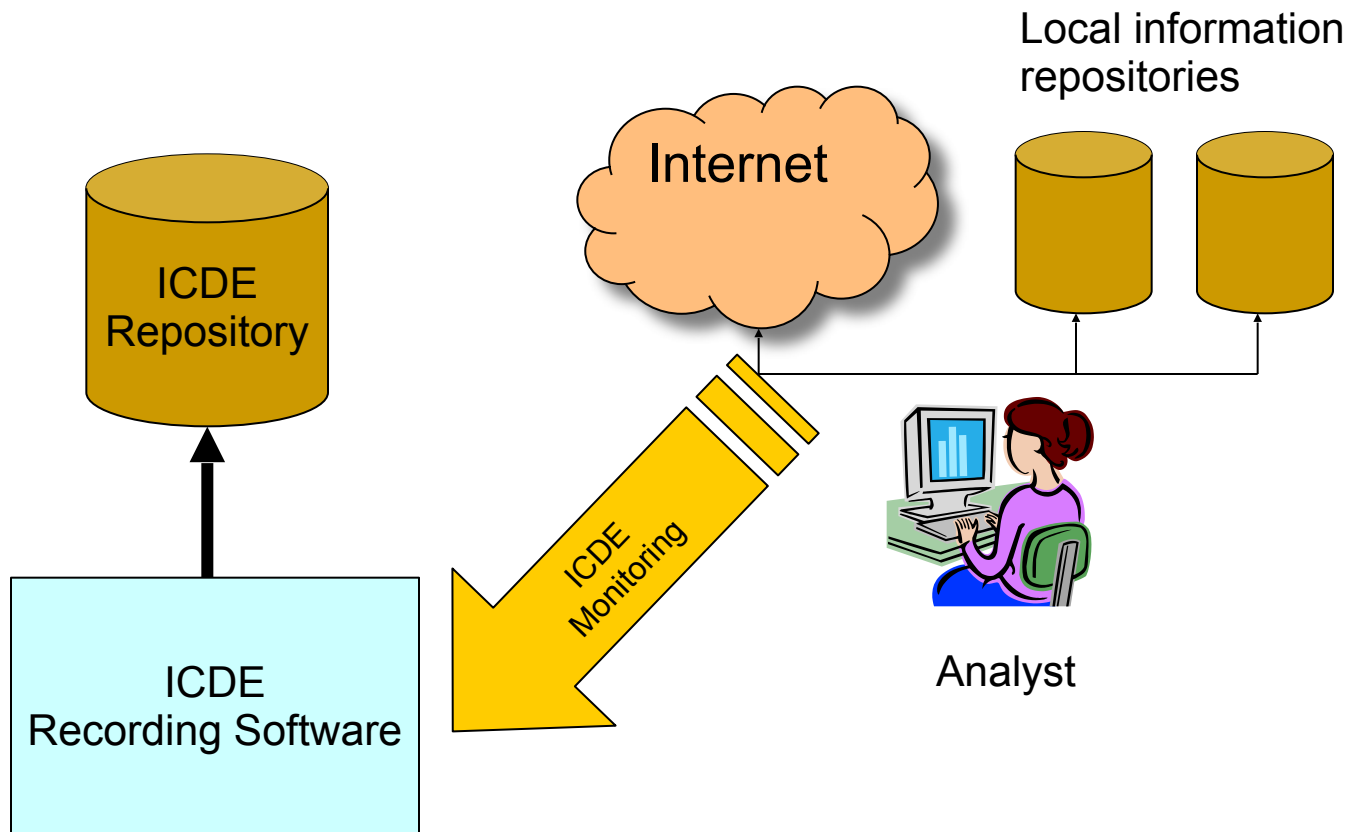 Local information
repositories
Internet
ICDE
Repository
ICDE
Monitoring
ICDE
Recording Software
Analyst